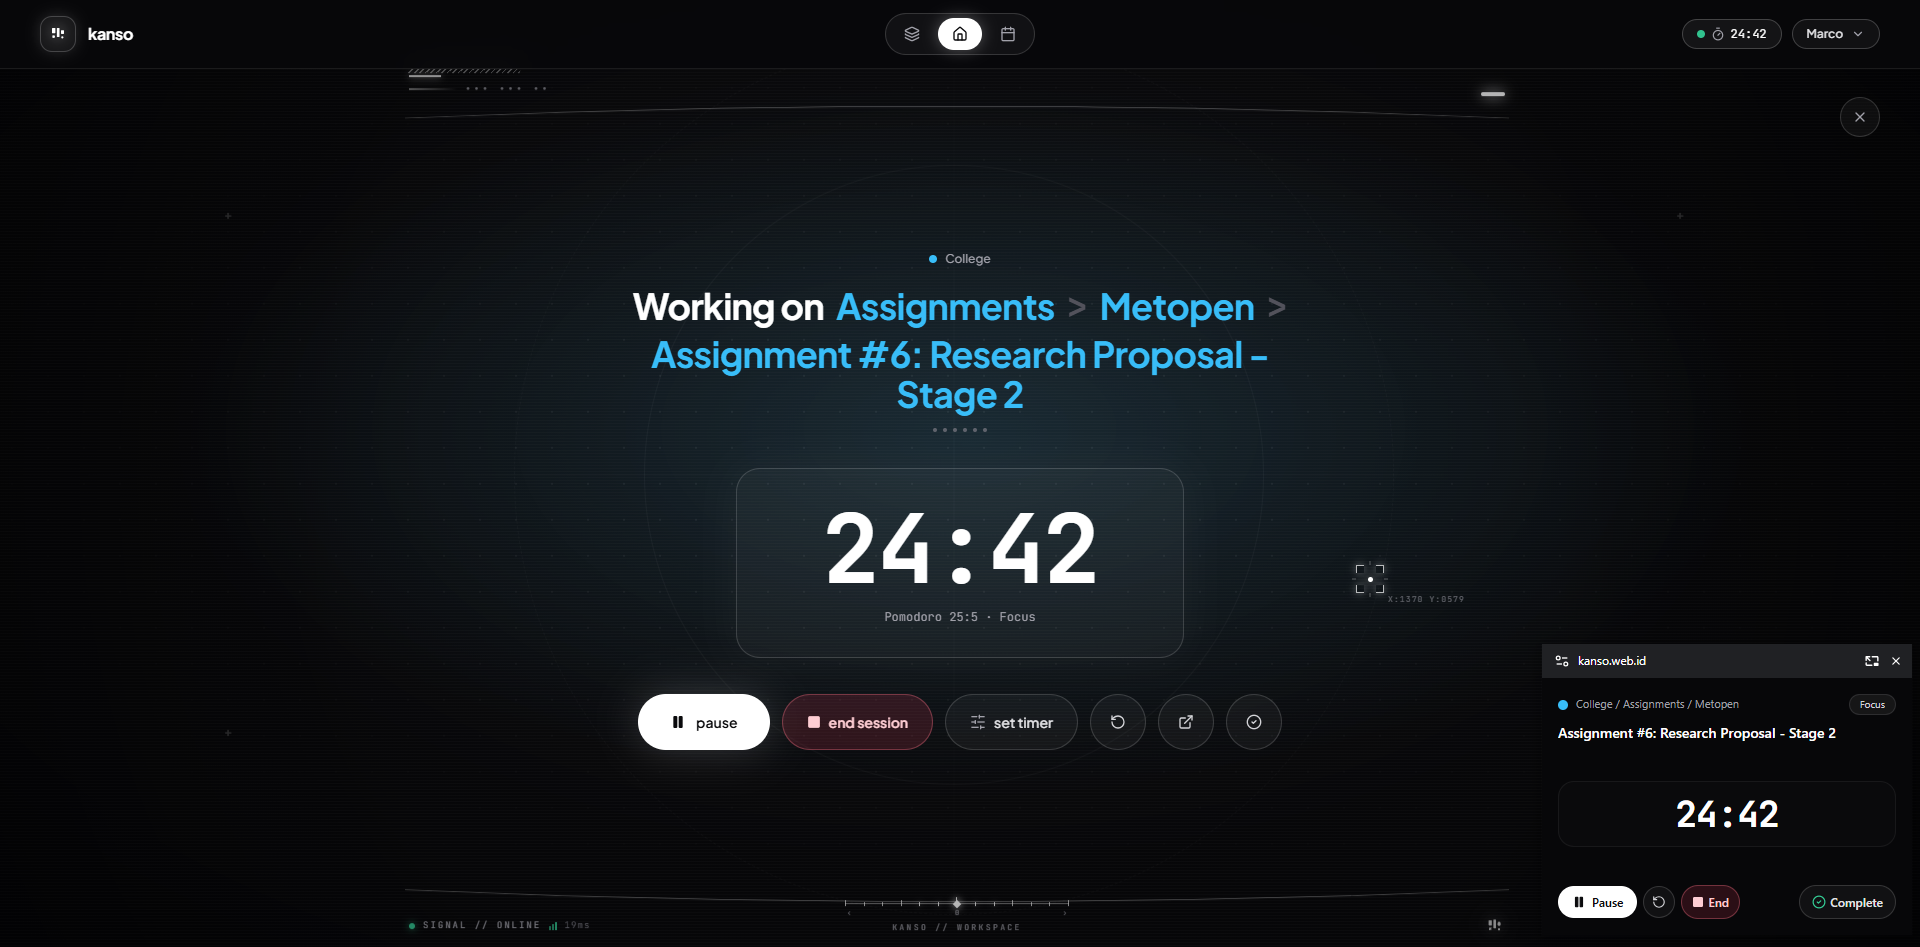 kanso
24:42
Marco
College
Working on Assignments > Metopen >
Assignment #6: Research Proposal –
Stage 2
24:42
Pomodoro 25:5 · Focus
X:1370 Y:0579
pause
end session
set timer
kanso.web.id
College / Assignments / Metopen
Focus
Assignment #6: Research Proposal - Stage 2
24:42
Pause
End
Complete
0
SIGNAL // ONLINE 19ms
KANSO // WORKSPACE